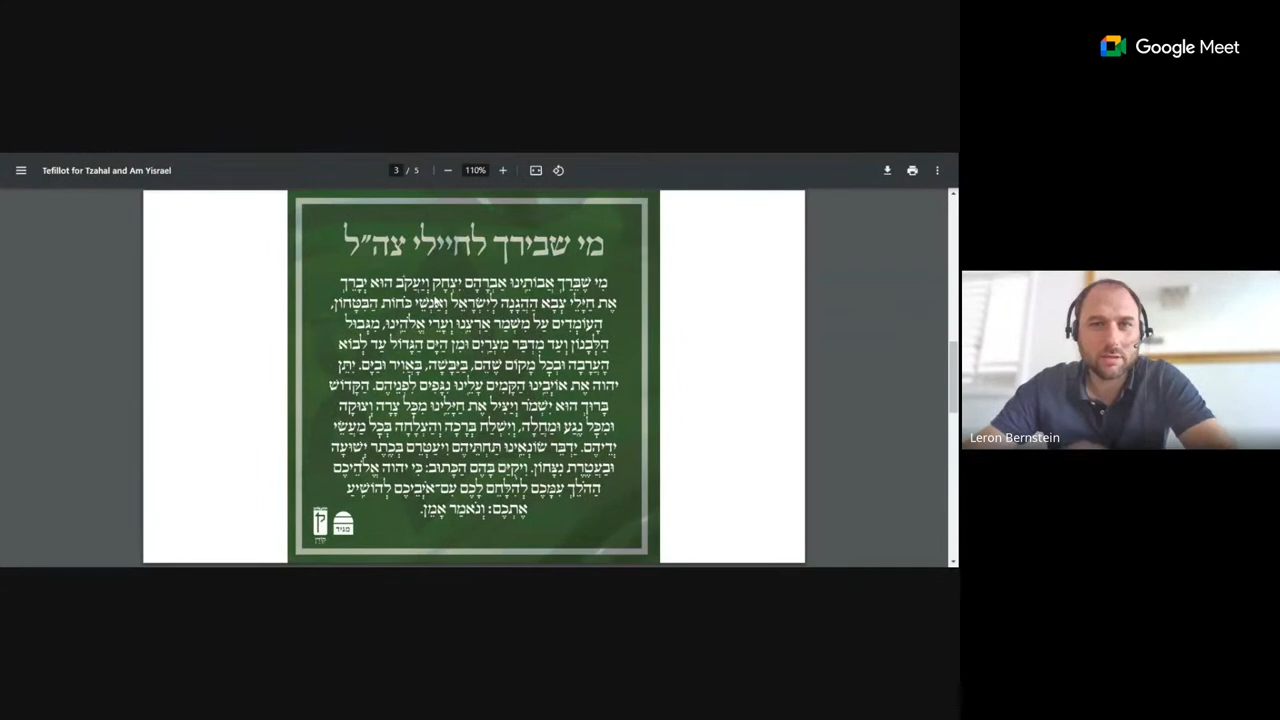 Google Meet
Tefillot for Tzahal and Am Yisrael
3 / 5
110%
מי שבירך לחיילי צה״ל
מִי שֶׁבֵּרַךְ אֲבוֹתֵינוּ אַבְרָהָם יִצְחָק וְיַעֲקֹב הוּא יְבָרֵךְ
אֶת חַיָּלֵי צְבָא הַהֲגָנָה לְיִשְׂרָאֵל וְאַנְשֵׁי כֹּחוֹת הַבִּטָּחוֹן,
הָעוֹמְדִים עַל מִשְׁמַר אַרְצֵנוּ וְעָרֵי אֱלֹהֵינוּ, מִגְּבוּל
הַלְּבָנוֹן וְעַד מִדְבַּר מִצְרַיִם וּמִן הַיָּם הַגָּדוֹל עַד לְבוֹא
הָעֲרָבָה וּבְכָל מָקוֹם שֶׁהֵם, בַּיַּבָּשָׁה, בָּאֲוִיר וּבַיָּם. יִתֵּן
יהוה אֶת אוֹיְבֵינוּ הַקָּמִים עָלֵינוּ נִגָּפִים לִפְנֵיהֶם. הַקָּדוֹשׁ
בָּרוּךְ הוּא יִשְׁמֹר וְיַצִּיל אֶת חַיָּלֵינוּ מִכָּל צָרָה וְצוּקָה
וּמִכָּל נֶגַע וּמַחֲלָה, וְיִשְׁלַח בְּרָכָה וְהַצְלָחָה בְּכָל מַעֲשֵׂי
יְדֵיהֶם. יַדְבֵּר שׂוֹנְאֵינוּ תַּחְתֵּיהֶם וִיעַטְּרֵם בְּכֶתֶר יְשׁוּעָה
וּבַעֲטֶרֶת נִצָּחוֹן. וִיקֻיַּם בָּהֶם הַכָּתוּב: כִּי יהוה אֱלֹהֵיכֶם
הַהֹלֵךְ עִמָּכֶם לְהִלָּחֵם לָכֶם עִם־אֹיְבֵיכֶם לְהוֹשִׁיעַ
אֶתְכֶם: וְנֹאמַר אָמֵן.
מגיד
קורן
Leron Bernstein